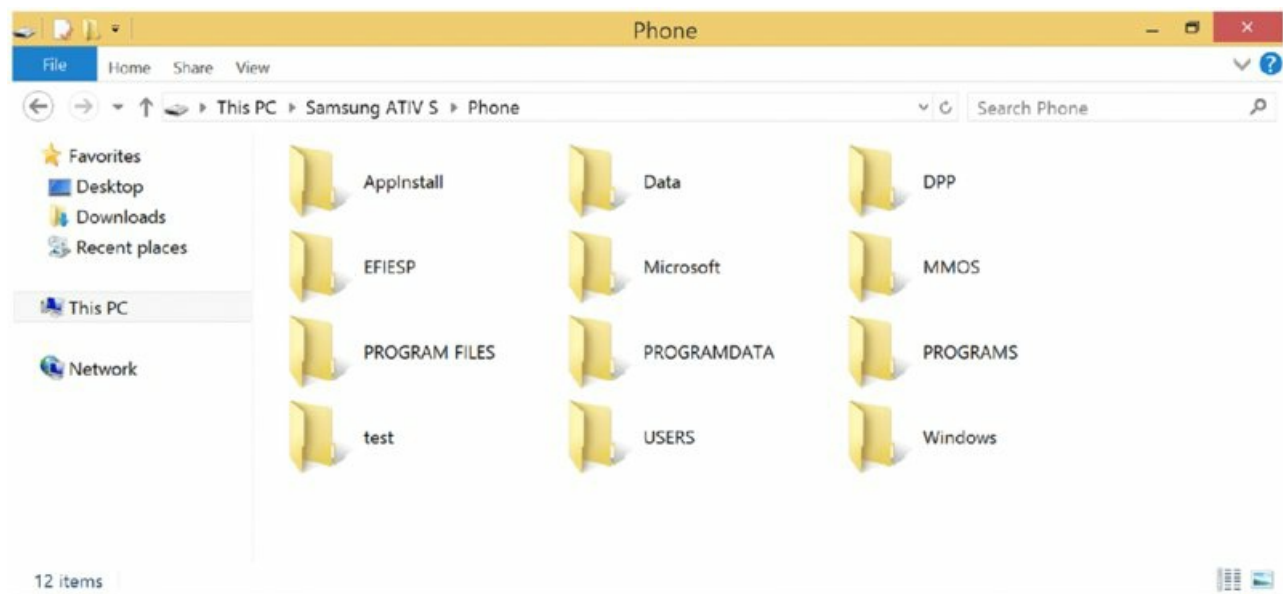 Phone
File Home Share View
This PC Samsung ATIV S Phone Search Phone
Favorites
Desktop
Downloads
Recent places
This PC
Network
AppInstall Data DPP
EFIESP Microsoft MMOS
PROGRAM FILES PROGRAMDATA PROGRAMS
test USERS Windows
12 items